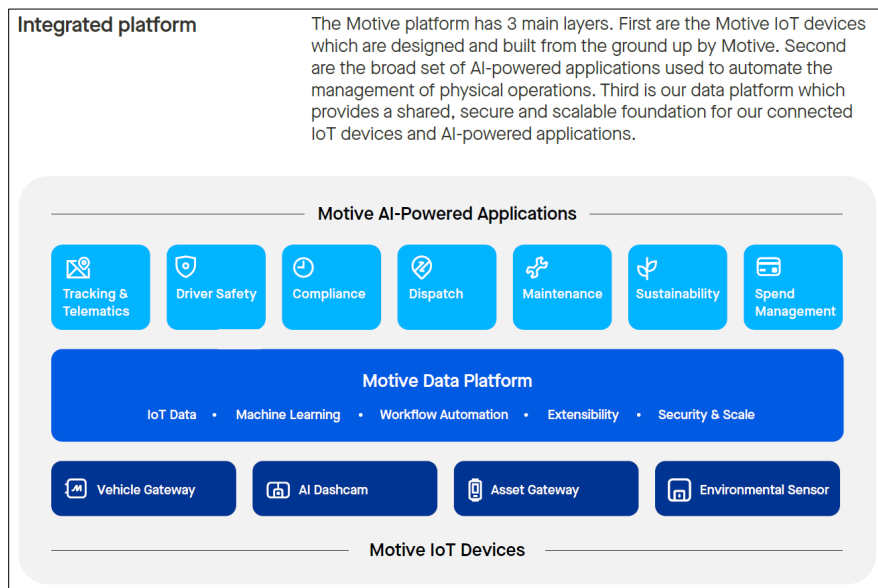 Integrated platform
The Motive platform has 3 main layers. First are the Motive IoT devices
which are designed and built from the ground up by Motive. Second
are the broad set of AI-powered applications used to automate the
management of physical operations. Third is our data platform which
provides a shared, secure and scalable foundation for our connected
IoT devices and AI-powered applications.
Motive AI-Powered Applications
Tracking &
Telematics
Driver Safety
Compliance
Dispatch
Maintenance
Sustainability
Spend
Management
Motive Data Platform
IoT Data • Machine Learning • Workflow Automation • Extensibility • Security & Scale
Vehicle Gateway
AI Dashcam
Asset Gateway
Environmental Sensor
Motive IoT Devices